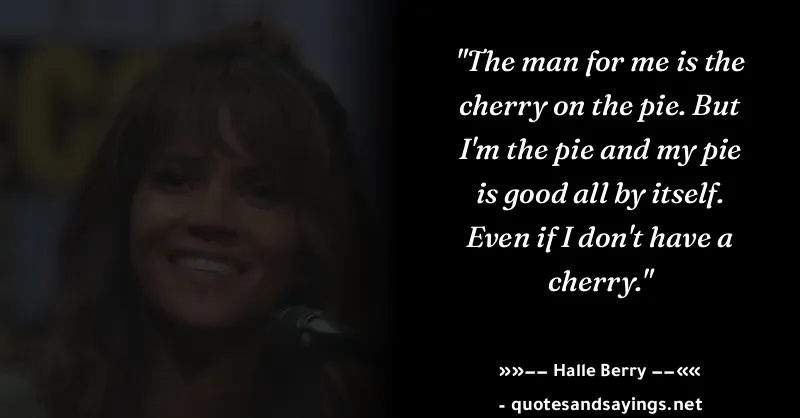 "The man for me is the
cherry on the pie. But
I'm the pie and my pie
is good all by itself.
Even if I don't have a
cherry."
»»–– Halle Berry ––««
- quotesandsayings.net